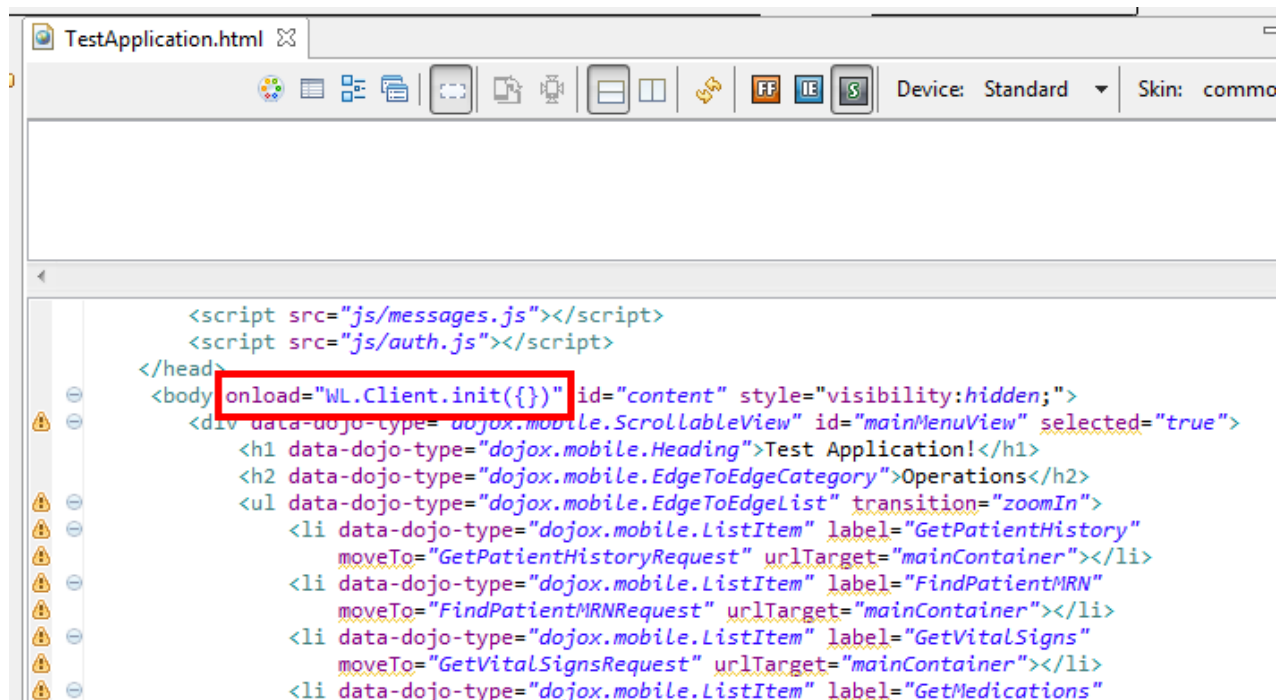 TestApplication.html
FF IE S Device: Standard Skin: commo
<script src="js/messages.js"></script>
<script src="js/auth.js"></script>
</head>
<body onload="WL.Client.init({})" id="content" style="visibility:hidden;">
<div data-dojo-type="dojox.mobile.ScrollableView" id="mainMenuView" selected="true">
<h1 data-dojo-type="dojox.mobile.Heading">Test Application!</h1>
<h2 data-dojo-type="dojox.mobile.EdgeToEdgeCategory">Operations</h2>
<ul data-dojo-type="dojox.mobile.EdgeToEdgeList" transition="zoomIn">
<li data-dojo-type="dojox.mobile.ListItem" label="GetPatientHistory"
moveTo="GetPatientHistoryRequest" urlTarget="mainContainer"></li>
<li data-dojo-type="dojox.mobile.ListItem" label="FindPatientMRN"
moveTo="FindPatientMRNRequest" urlTarget="mainContainer"></li>
<li data-dojo-type="dojox.mobile.ListItem" label="GetVitalSigns"
moveTo="GetVitalSignsRequest" urlTarget="mainContainer"></li>
<li data-dojo-type="dojox.mobile.ListItem" label="GetMedications"